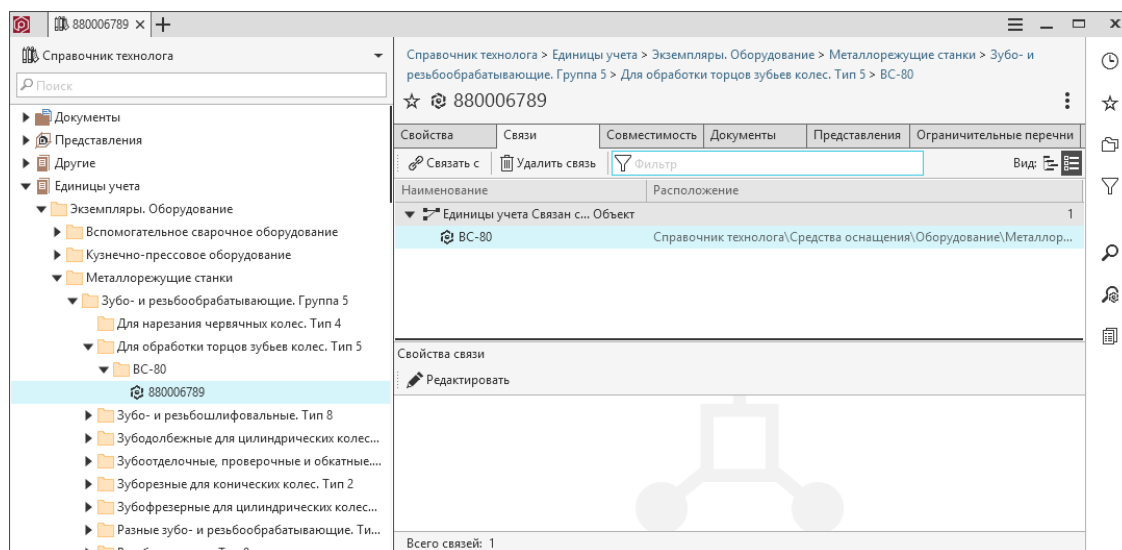 880006789
Справочник технолога
Поиск
Документы
Представления
Другие
Единицы учета
Экземпляры. Оборудование
Вспомогательное сварочное оборудование
Кузнечно-прессовое оборудование
Металлорежущие станки
Зубо- и резьбообрабатывающие. Группа 5
Для нарезания червячных колес. Тип 4
Для обработки торцов зубьев колес. Тип 5
ВС-80
880006789
Зубо- и резьбошлифовальные. Тип 8
Зубодолбежные для цилиндрических колес...
Зубоотделочные, проверочные и обкатные....
Зуборезные для конических колес. Тип 2
Зубофрезерные для цилиндрических колес...
Разные зубо- и резьбообрабатывающие. Ти...
Справочник технолога > Единицы учета > Экземпляры. Оборудование > Металлорежущие станки > Зубо- и
резьбообрабатывающие. Группа 5 > Для обработки торцов зубьев колес. Тип 5 > ВС-80
880006789
Свойства Связи Совместимость Документы Представления Ограничительные перечни
Связать с Удалить связь Фильтр Вид:
Наименование Расположение
Единицы учета Связан с... Объект 1
ВС-80 Справочник технолога\Средства оснащения\Оборудование\Металлор...
Свойства связи
Редактировать
Всего связей: 1